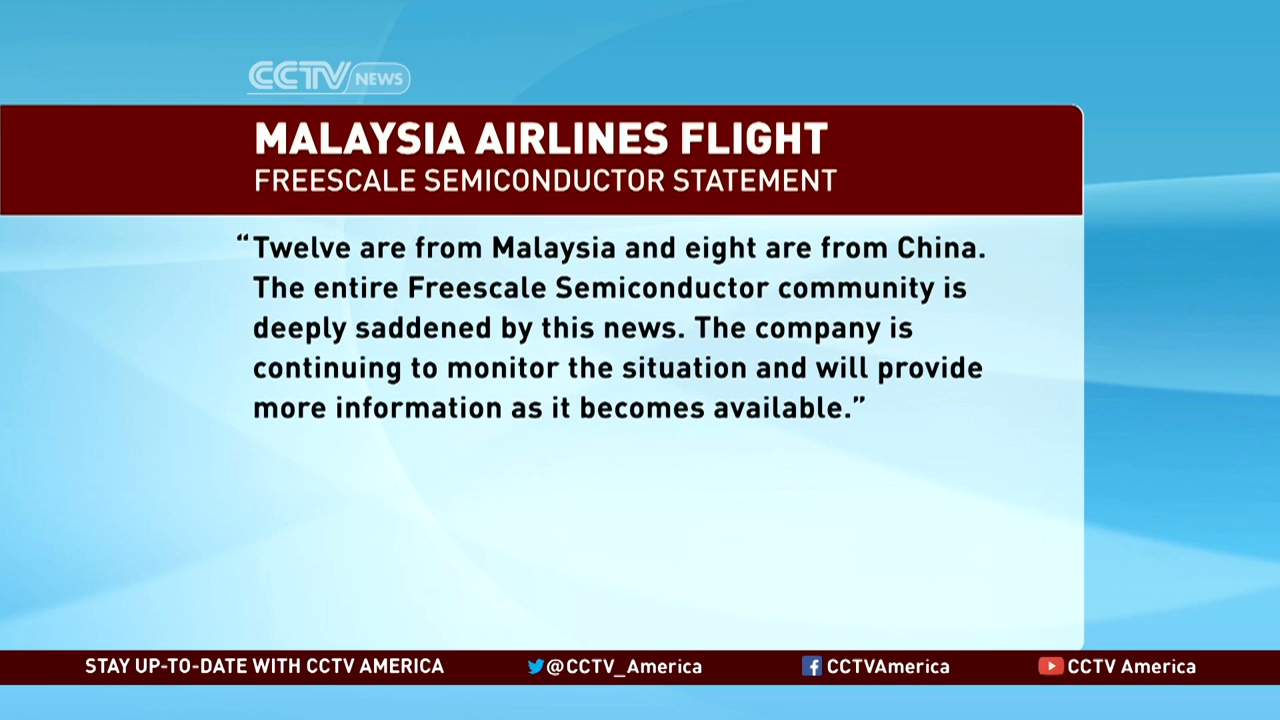 CCTV NEWS
MALAYSIA AIRLINES FLIGHT
FREESCALE SEMICONDUCTOR STATEMENT
“Twelve are from Malaysia and eight are from China.
The entire Freescale Semiconductor community is
deeply saddened by this news. The company is
continuing to monitor the situation and will provide
more information as it becomes available.”
STAY UP-TO-DATE WITH CCTV AMERICA @CCTV_America CCTVAmerica CCTV America